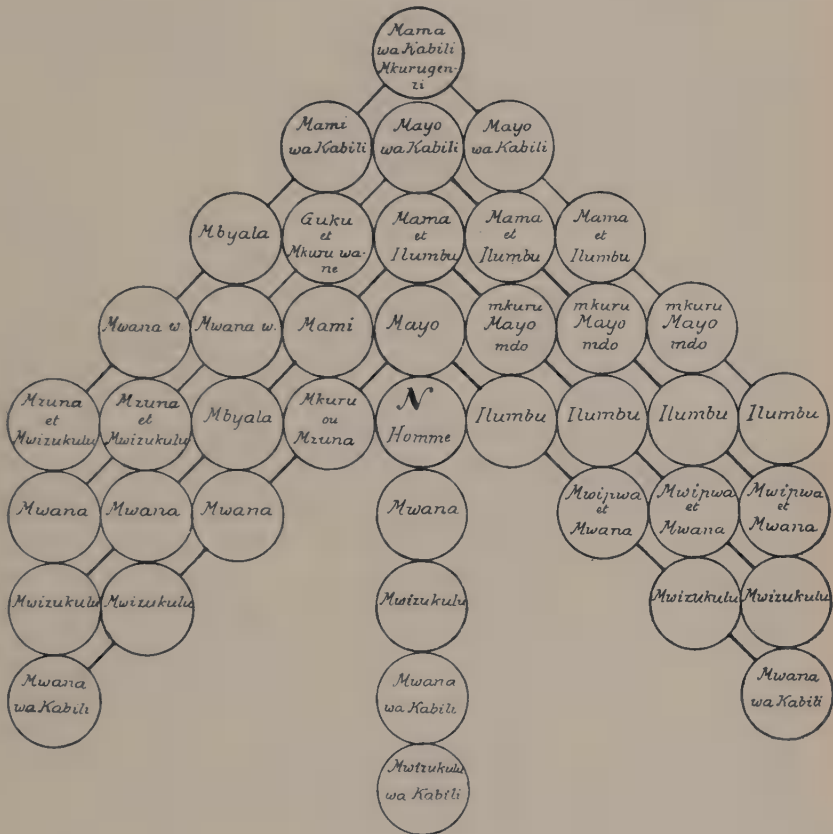 Mama
wa Kabili
Mkurugen-
zi
Mami
wa Kabili
Mayo
wa Kabili
Mayo
wa Kabili
Mbyala
Guku
et
Mkuru wa-
ne
Mama
et
Ilumbu
Mama
et
Ilumbu
Mama
et
Ilumbu
Mwana w.
Mwana w.
Mami
Mayo
mkuru
Mayo
mdo
mkuru
Mayo
mdo
mkuru
Mayo
mdo
Mzuna
et
Mwizukulu
Mzuna
et
Mwizukulu
Mbyala
Mkuru
ou
Mzuna
N
Homme
Ilumbu
Ilumbu
Ilumbu
Ilumbu
Mwana
Mwana
Mwana
Mwana
Mwipwa
et
Mwana
Mwipwa
et
Mwana
Mwipwa
et
Mwana
Mwizukulu
Mwizukulu
Mwizukulu
Mwizukulu
Mwizukulu
Mwana
wa Kabili
Mwana
wa Kabili
Mwana
wa Kabili
Mwizukulu
wa Kabili